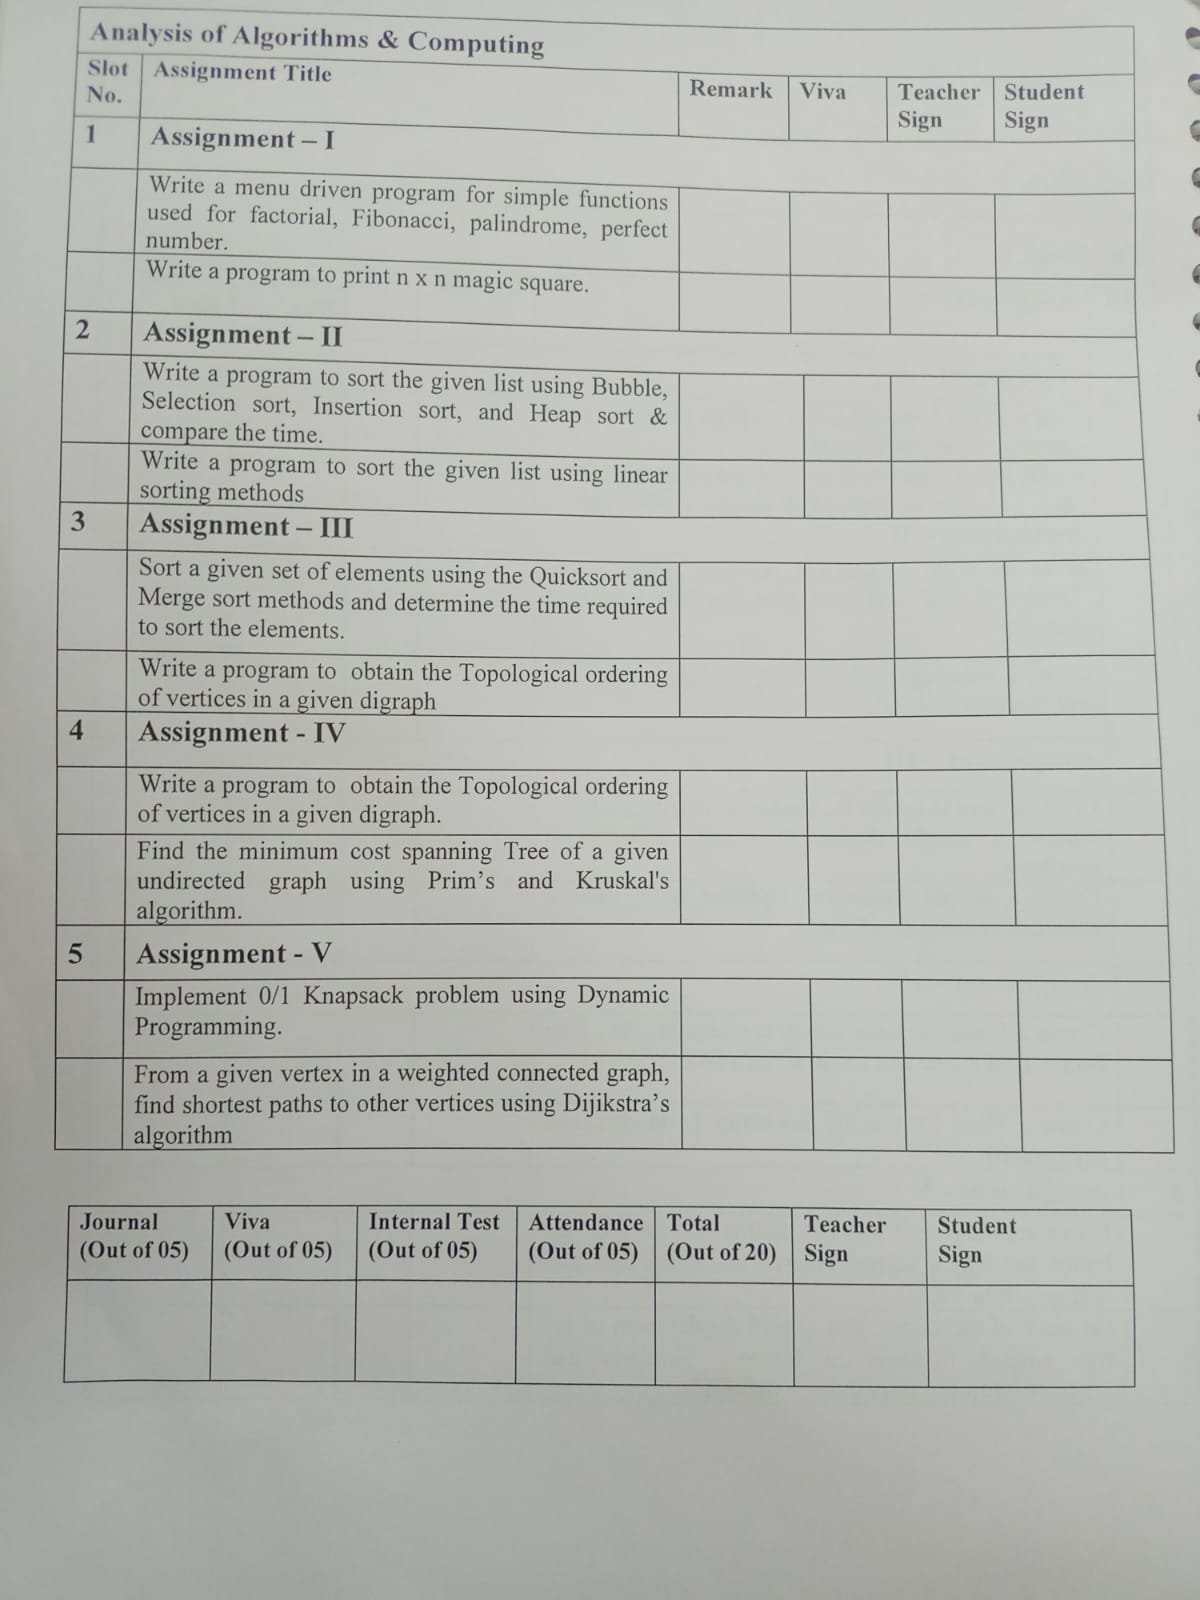 Analysis of Algorithms & Computing
Slot No.
Assignment Title
Remark
Viva
Teacher Sign
Student Sign
1
Assignment – I
Write a menu driven program for simple functions
used for factorial, Fibonacci, palindrome, perfect
number.
Write a program to print n x n magic square.
2
Assignment – II
Write a program to sort the given list using Bubble,
Selection sort, Insertion sort, and Heap sort &
compare the time.
Write a program to sort the given list using linear
sorting methods
3
Assignment – III
Sort a given set of elements using the Quicksort and
Merge sort methods and determine the time required
to sort the elements.
Write a program to obtain the Topological ordering
of vertices in a given digraph
4
Assignment - IV
Write a program to obtain the Topological ordering
of vertices in a given digraph.
Find the minimum cost spanning Tree of a given
undirected graph using Prim’s and Kruskal's
algorithm.
5
Assignment - V
Implement 0/1 Knapsack problem using Dynamic
Programming.
From a given vertex in a weighted connected graph,
find shortest paths to other vertices using Dijikstra’s
algorithm
Journal
(Out of 05)
Viva
(Out of 05)
Internal Test
(Out of 05)
Attendance
(Out of 05)
Total
(Out of 20)
Teacher
Sign
Student
Sign